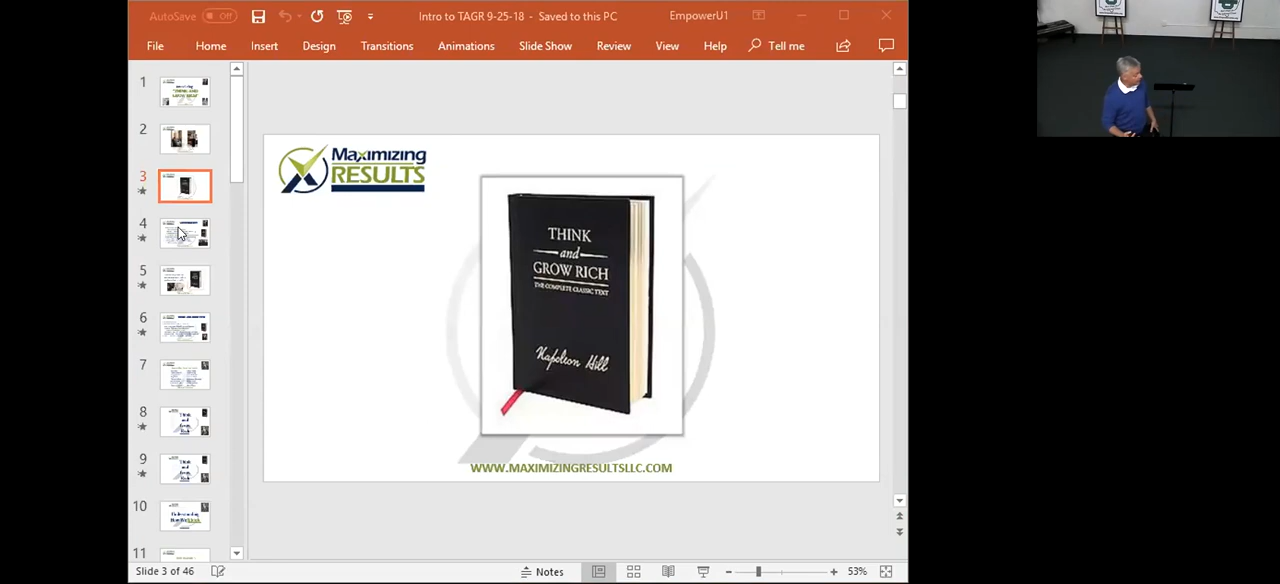 AutoSave Off
Intro to TAGR 9-25-18 - Saved to this PC
EmpowerU1
File Home Insert Design Transitions Animations Slide Show Review View Help Tell me
1
2
3
4
5
6
7
8
9
10
11
Maximizing
RESULTS
THINK
and
GROW RICH
THE COMPLETE CLASSIC TEXT
Napoleon Hill
WWW.MAXIMIZINGRESULTSLLC.COM
Slide 3 of 46
Notes
53%